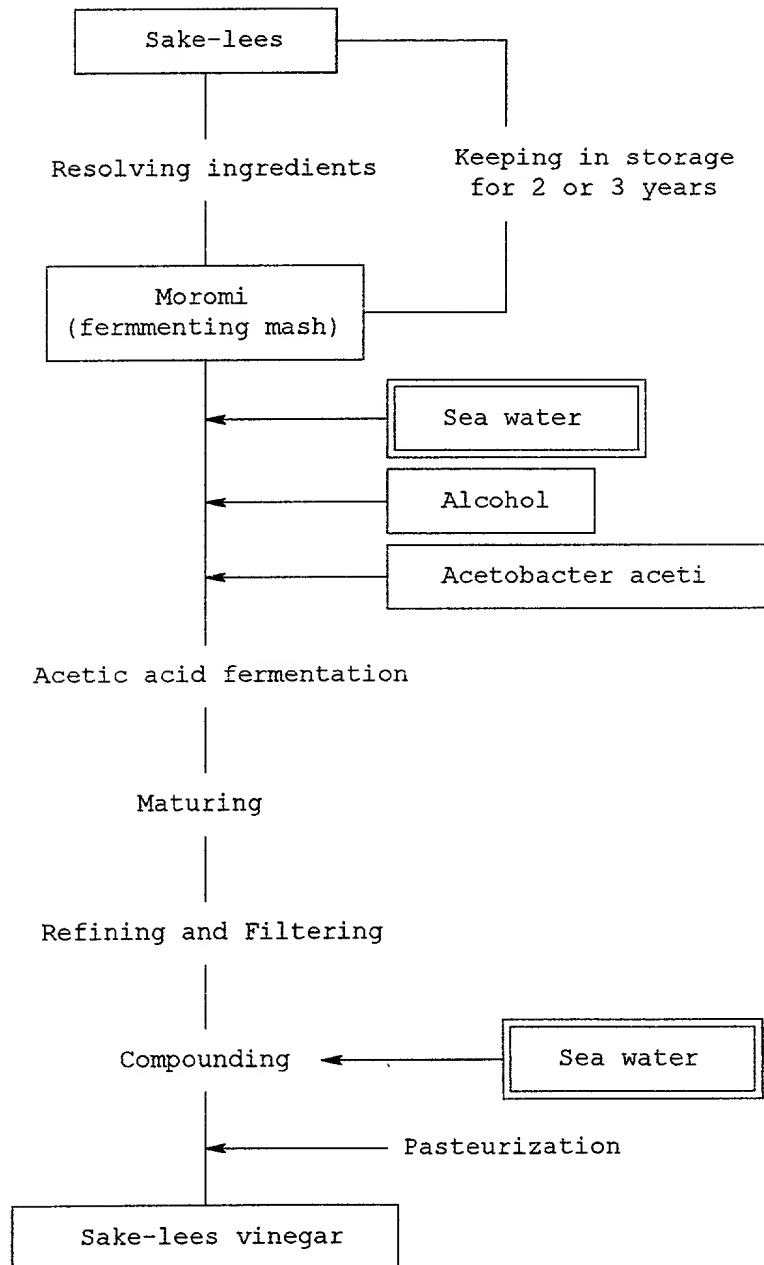 Sake-lees
Resolving ingredients
Keeping in storage
for 2 or 3 years
Moromi
(fermmenting mash)
Sea water
Alcohol
Acetobacter aceti
Acetic acid fermentation
Maturing
Refining and Filtering
Compounding
Sea water
Pasteurization
Sake-lees vinegar